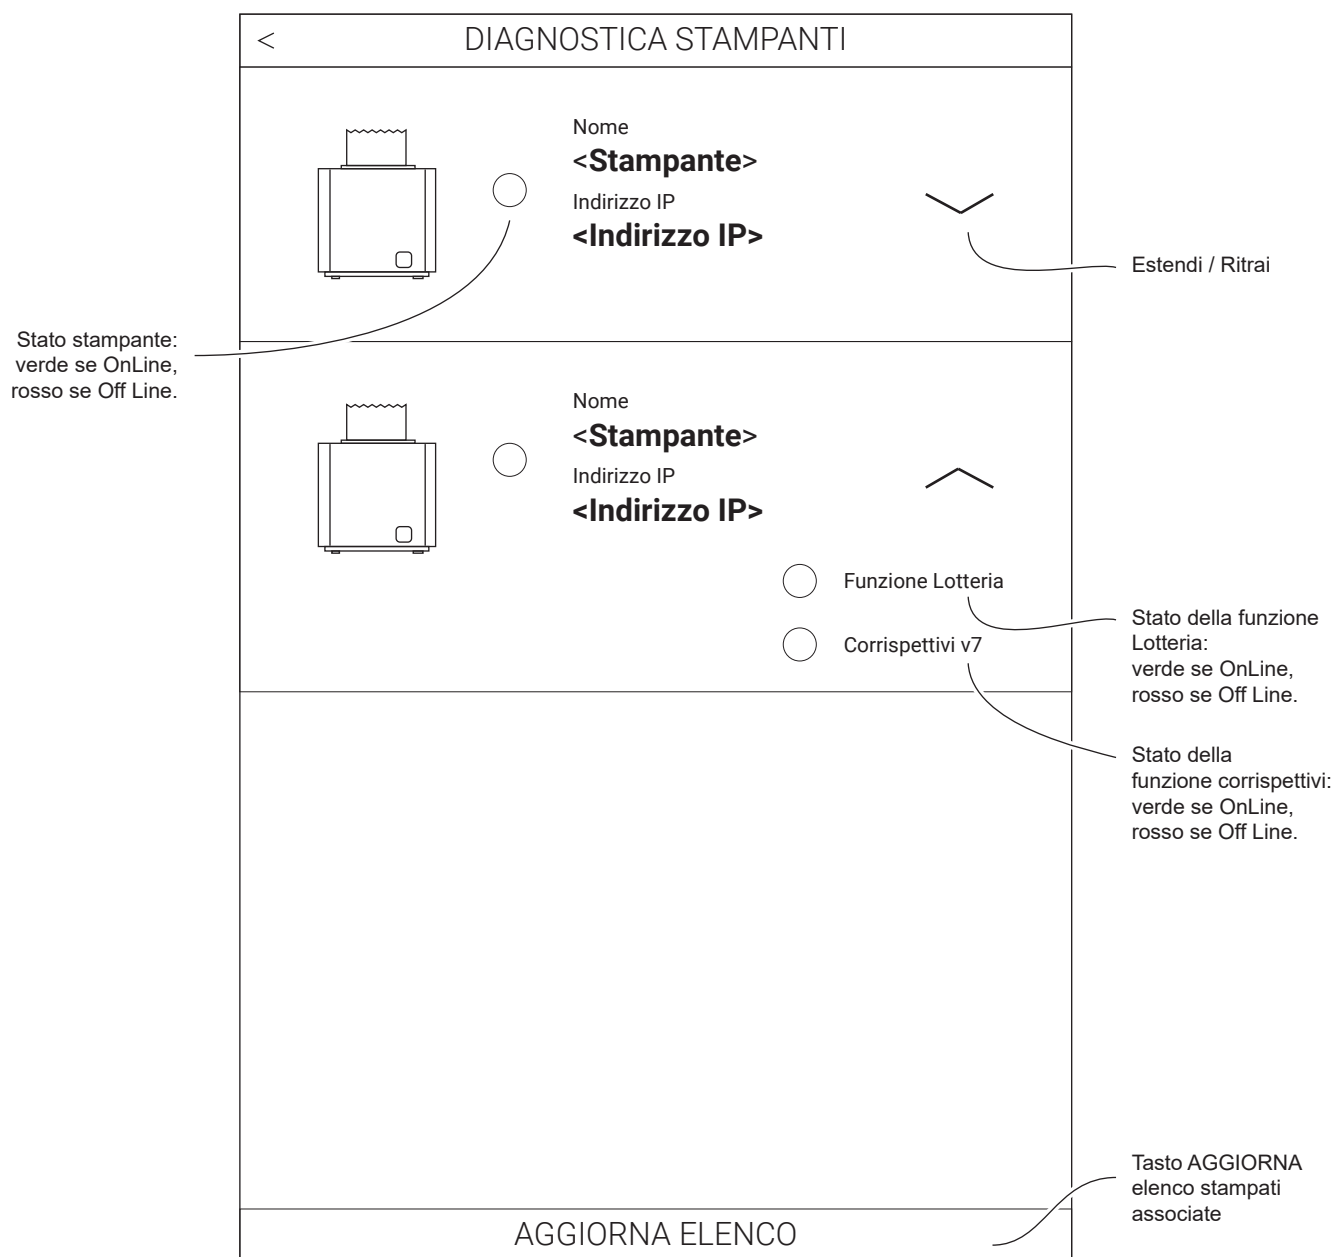 <
DIAGNOSTICA STAMPANTI
Nome
<Stampante>
Indirizzo IP
<Indirizzo IP>
Estendi / Ritrai
Stato stampante:
verde se OnLine,
rosso se Off Line.
Nome
<Stampante>
Indirizzo IP
<Indirizzo IP>
Funzione Lotteria
Corrispettivi v7
Stato della funzione
Lotteria:
verde se OnLine,
rosso se Off Line.
Stato della
funzione corrispettivi:
verde se OnLine,
rosso se Off Line.
Tasto AGGIORNA
elenco stampati
associate
AGGIORNA ELENCO